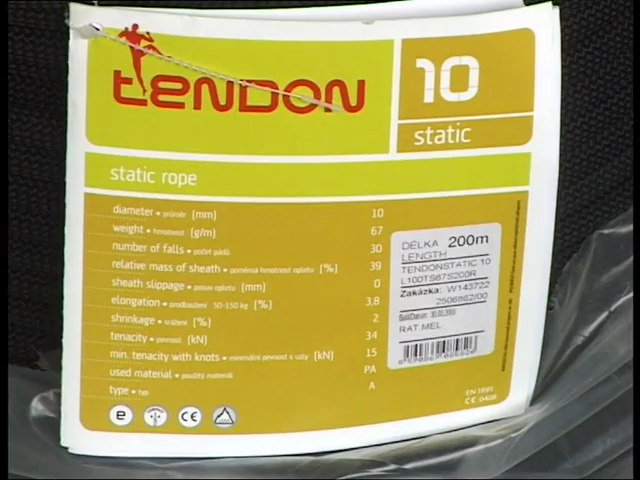 TENDON
10
static
static rope
diameter • průměr (mm) 10
weight • hmotnost (g/m) 67
number of falls • počet pádů 30
relative mass of sheath • poměrná hmotnost opletu (%) 39
sheath slippage • posuv opletu (mm) 0
elongation • prodloužení 50-150 kg (%) 3,8
shrinkage • srážení (%) 2
tenacity • pevnost (kN) 34
min. tenacity with knots • minimální pevnost s uzly (kN) 15
used material • použitý materiál PA
type • typ A
DÉLKA 200m
LENGTH
TENDONSTATIC 10
L100TS67S200R
Zakázka: W143722
2506862/00
RAT.MEL.
e
CE
EN 1891
CE 0408